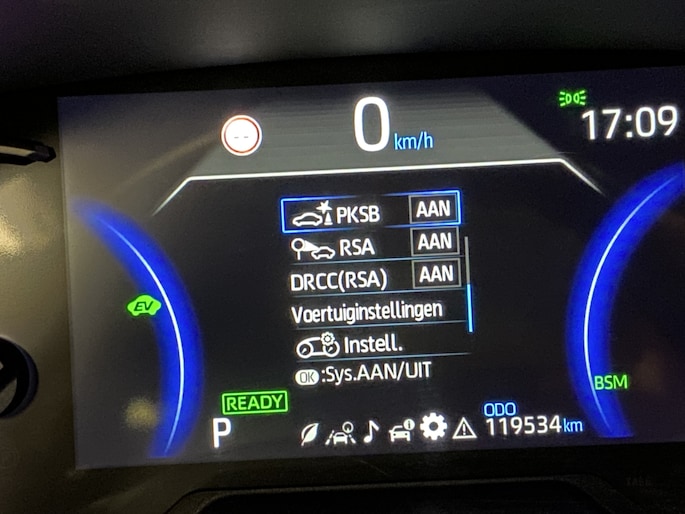 0 km/h
17:09
PKSB AAN
RSA AAN
DRCC(RSA) AAN
Voertuiginstellingen
Instell.
OK :Sys.AAN/UIT
EV
BSM
READY
P
ODO
119534 km